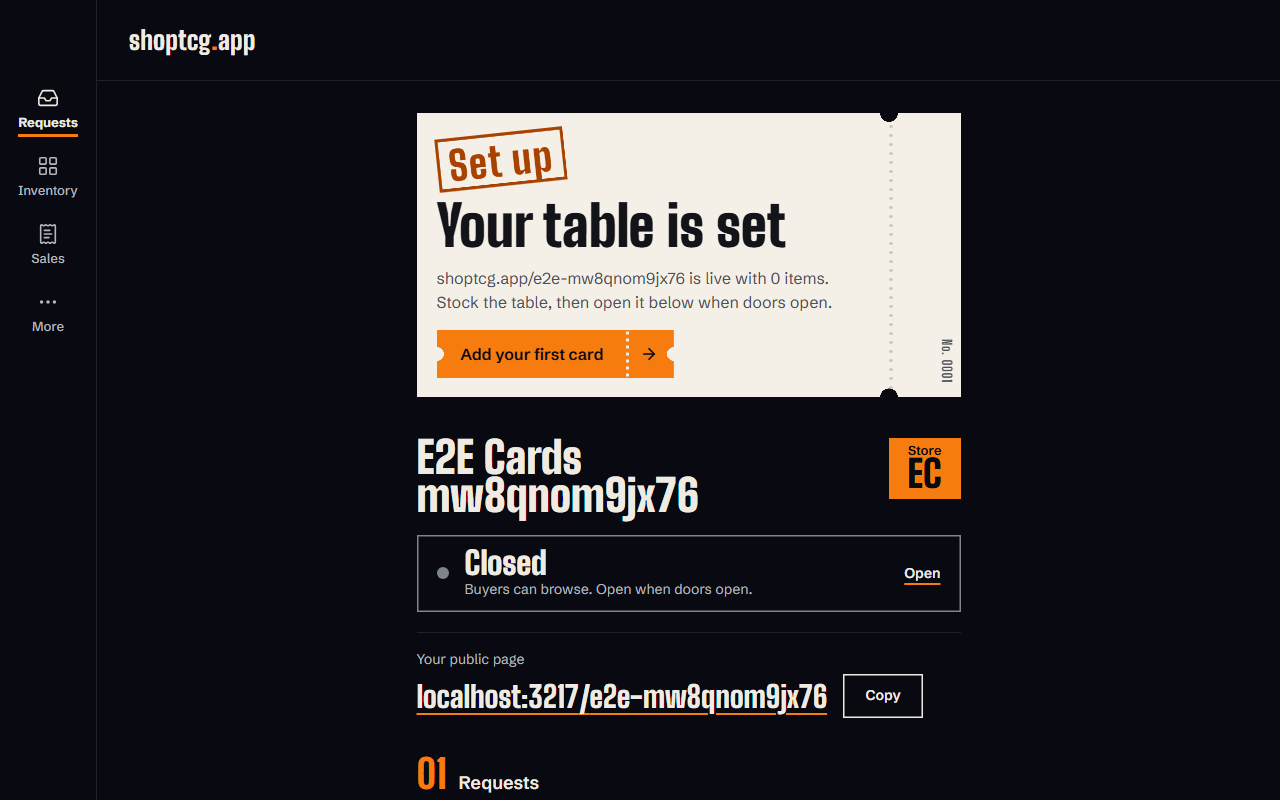 shoptcg.app
Requests
Inventory
Sales
More
Set up
Your table is set
shoptcg.app/e2e-mw8qnom9jx76 is live with 0 items.
Stock the table, then open it below when doors open.
Add your first card
No. 0001
E2E Cards
mw8qnom9jx76
Store
EC
Closed
Buyers can browse. Open when doors open.
Open
Your public page
localhost:3217/e2e-mw8qnom9jx76
Copy
01 Requests